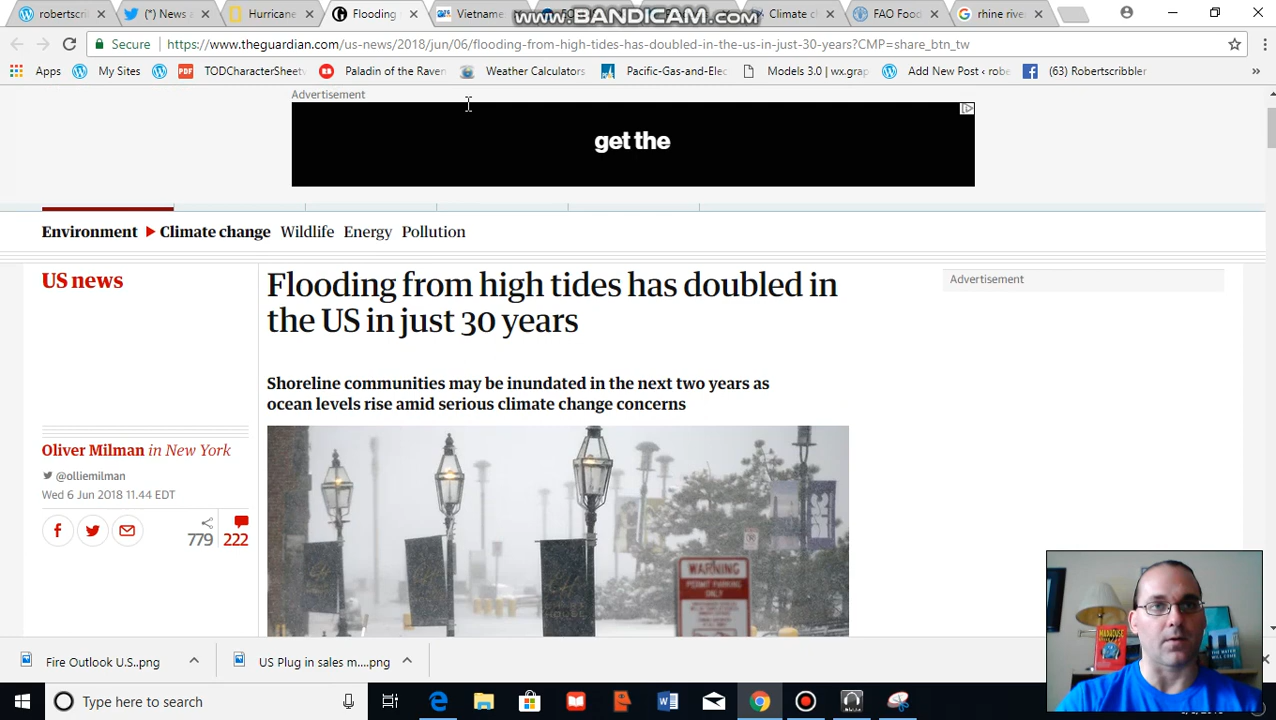 robertscri
(*) News a
Hurricane
Flooding
Vietname
Climate c
FAO Food
rhine rive
www.BANDICAM.com
Secure
https://www.theguardian.com/us-news/2018/jun/06/flooding-from-high-tides-has-doubled-in-the-us-in-just-30-years?CMP=share_btn_tw
Apps
My Sites
PDF
TODCharacterSheet
Paladin of the Raven
Weather Calculators
Pacific-Gas-and-Elec
Models 3.0 | wx.grap
Add New Post ‹ robe
(63) Robertscribbler
»
Advertisement
get the
Environment
Climate change
Wildlife
Energy
Pollution
US news
Flooding from high tides has doubled in
the US in just 30 years
Advertisement
Shoreline communities may be inundated in the next two years as
ocean levels rise amid serious climate change concerns
Oliver Milman in New York
@olliemilman
Wed 6 Jun 2018 11.44 EDT
779
222
WARNING
PERMIT PARKING
ONLY
Fire Outlook U.S..png
US Plug in sales m....png
Type here to search